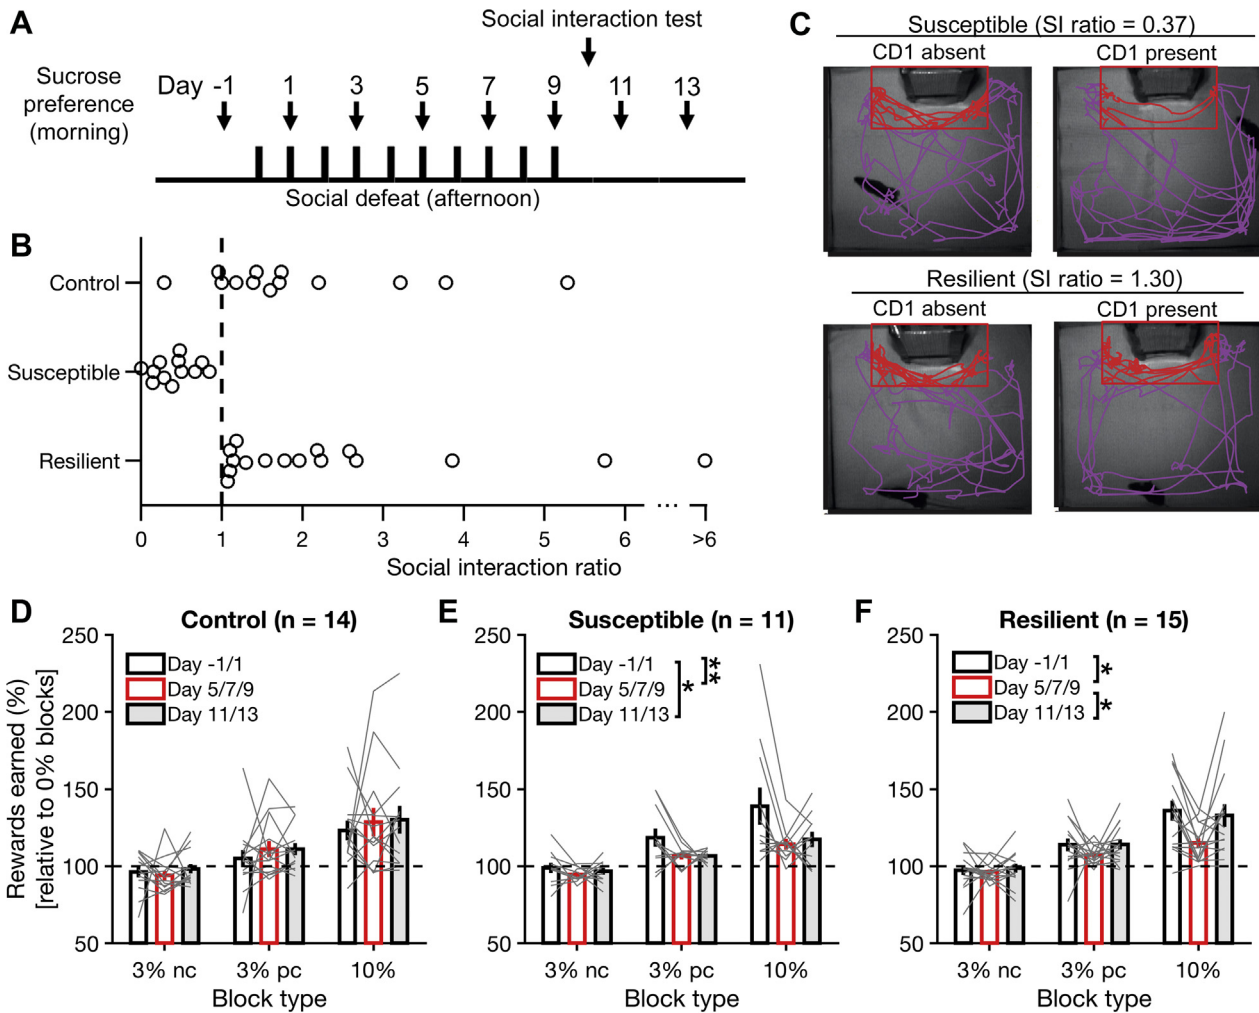 A
Social interaction test
Sucrose
preference
(morning)
Day -1 1 3 5 7 9 11 13
Social defeat (afternoon)
B
Control
Susceptible
Resilient
0 1 2 3 4 5 6 ... >6
Social interaction ratio
C
Susceptible (SI ratio = 0.37)
CD1 absent CD1 present
Resilient (SI ratio = 1.30)
CD1 absent CD1 present
D
Control (n = 14)
Rewards earned (%)
[relative to 0% blocks]
250
200
150
100
50
Day -1/1
Day 5/7/9
Day 11/13
3% nc 3% pc 10%
Block type
E
Susceptible (n = 11)
250
200
150
100
50
Day -1/1
Day 5/7/9
Day 11/13
*
**
3% nc 3% pc 10%
Block type
F
Resilient (n = 15)
250
200
150
100
50
Day -1/1
Day 5/7/9
Day 11/13
*
*
3% nc 3% pc 10%
Block type